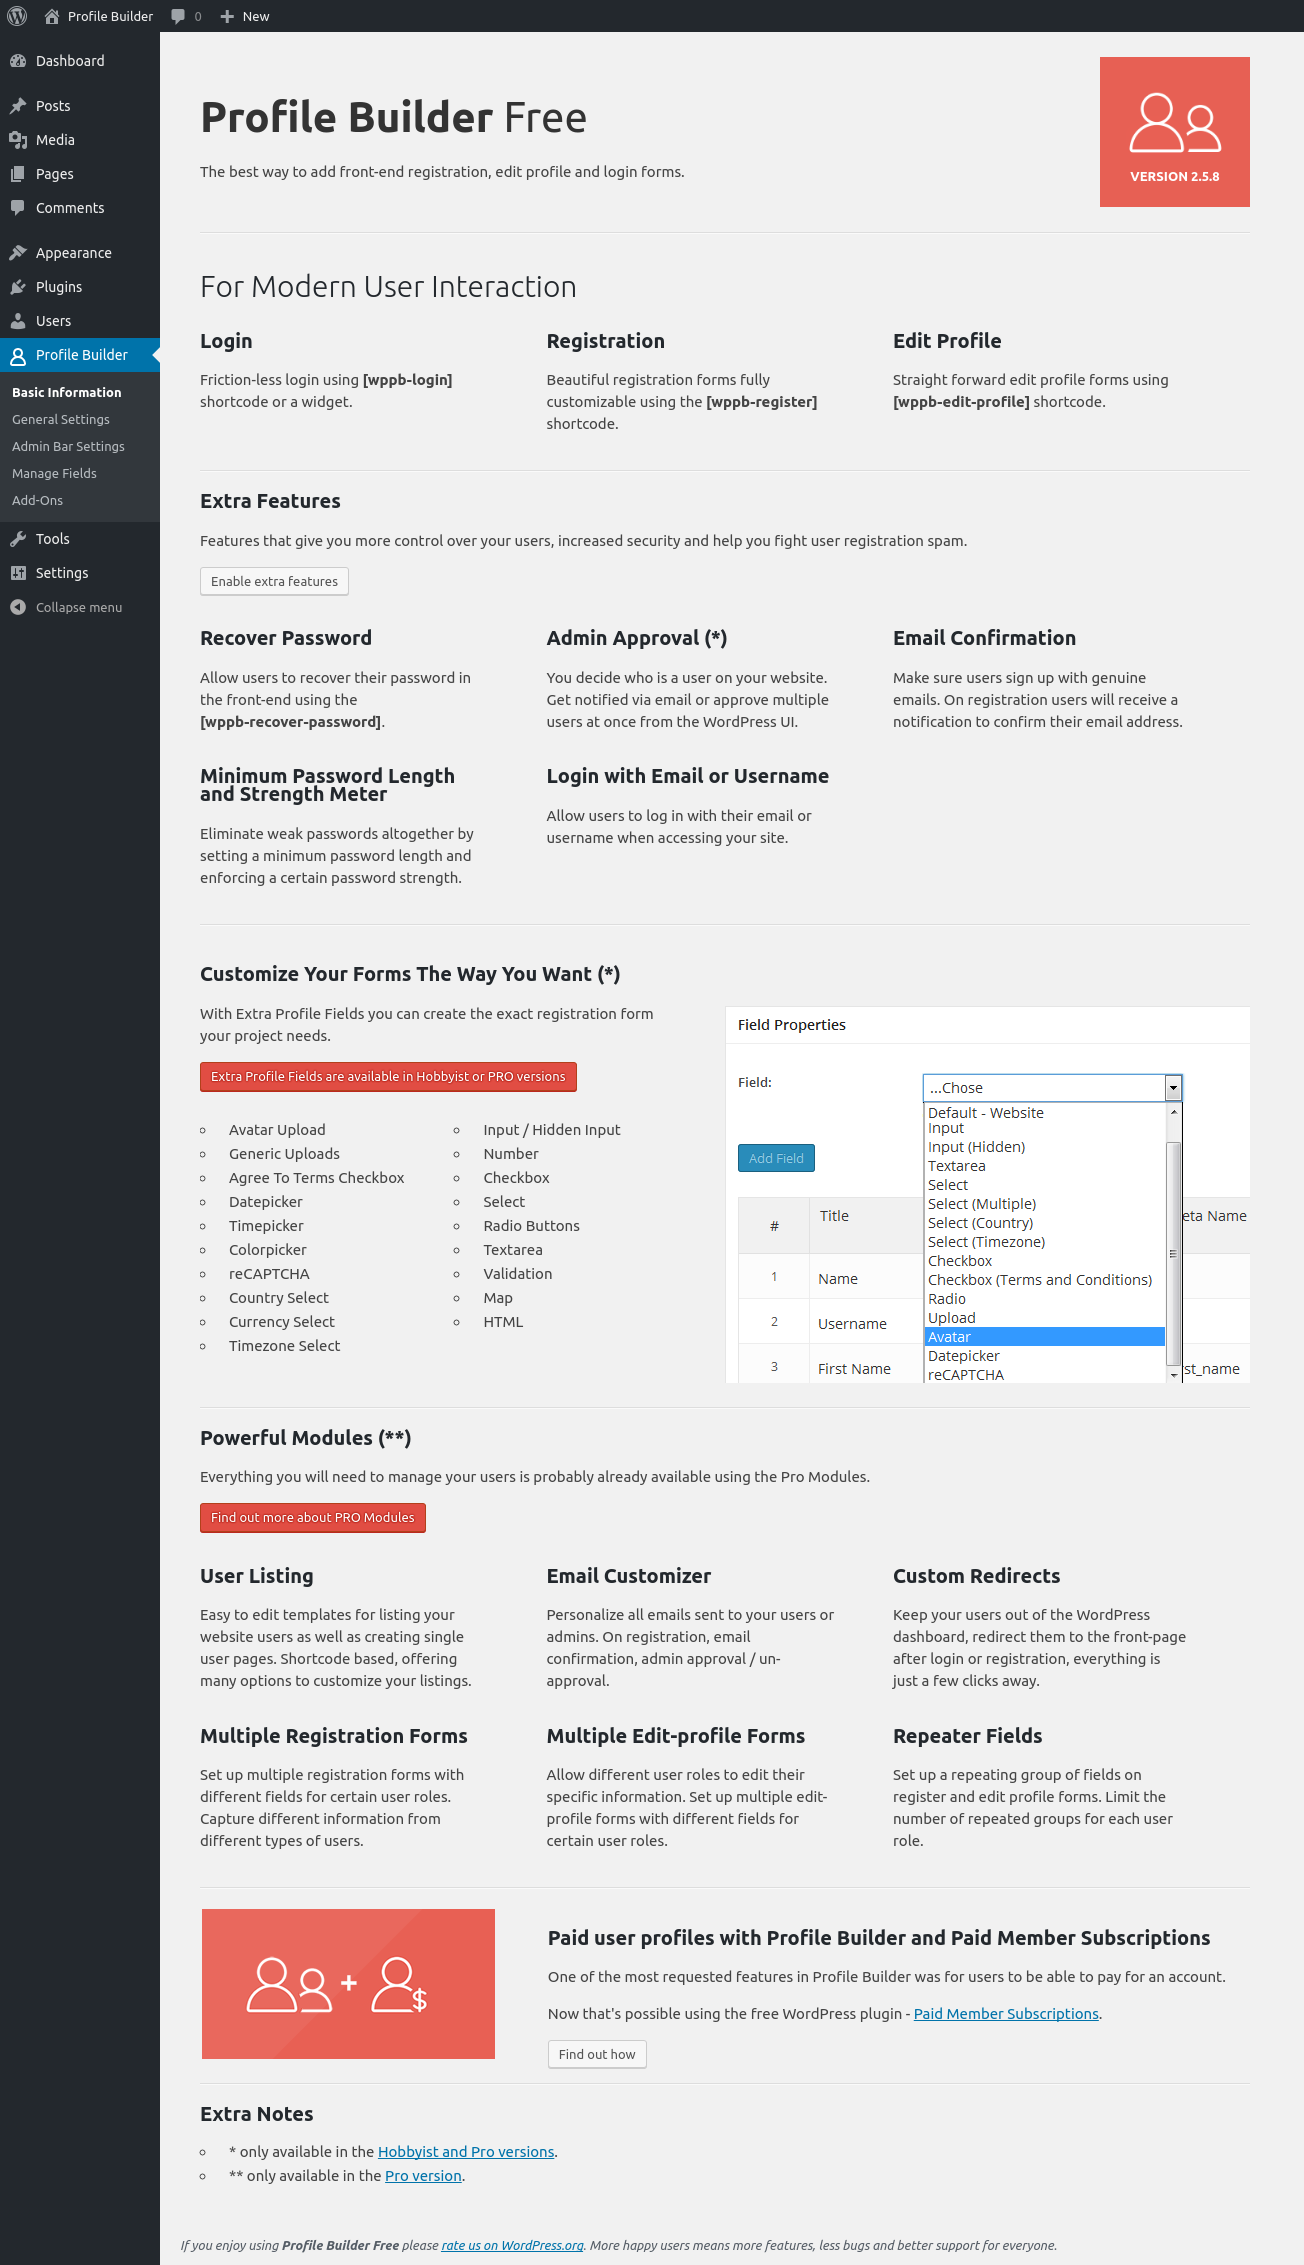 Profile Builder
0
New
Dashboard
Posts
Media
Pages
Comments
Appearance
Plugins
Users
Profile Builder
Basic Information
General Settings
Admin Bar Settings
Manage Fields
Add-Ons
Tools
Settings
Collapse menu
Profile Builder Free
The best way to add front-end registration, edit profile and login forms.
VERSION 2.5.8
For Modern User Interaction
Login
Friction-less login using [wppb-login]
shortcode or a widget.
Registration
Beautiful registration forms fully
customizable using the [wppb-register]
shortcode.
Edit Profile
Straight forward edit profile forms using
[wppb-edit-profile] shortcode.
Extra Features
Features that give you more control over your users, increased security and help you fight user registration spam.
Enable extra features
Recover Password
Allow users to recover their password in
the front-end using the
[wppb-recover-password].
Admin Approval (*)
You decide who is a user on your website.
Get notified via email or approve multiple
users at once from the WordPress UI.
Email Confirmation
Make sure users sign up with genuine
emails. On registration users will receive a
notification to confirm their email address.
Minimum Password Length
and Strength Meter
Eliminate weak passwords altogether by
setting a minimum password length and
enforcing a certain password strength.
Login with Email or Username
Allow users to log in with their email or
username when accessing your site.
Customize Your Forms The Way You Want (*)
With Extra Profile Fields you can create the exact registration form
your project needs.
Extra Profile Fields are available in Hobbyist or PRO versions
Avatar Upload
Generic Uploads
Agree To Terms Checkbox
Datepicker
Timepicker
Colorpicker
reCAPTCHA
Country Select
Currency Select
Timezone Select
Input / Hidden Input
Number
Checkbox
Select
Radio Buttons
Textarea
Validation
Map
HTML
Field Properties
Field:
...Chose
Default - Website
Input
Input (Hidden)
Textarea
Select
Select (Multiple)
Select (Country)
Select (Timezone)
Checkbox
Checkbox (Terms and Conditions)
Radio
Upload
Avatar
Datepicker
reCAPTCHA
Add Field
# Title eta Name
1 Name
2 Username
3 First Name st_name
Powerful Modules (**)
Everything you will need to manage your users is probably already available using the Pro Modules.
Find out more about PRO Modules
User Listing
Easy to edit templates for listing your
website users as well as creating single
user pages. Shortcode based, offering
many options to customize your listings.
Email Customizer
Personalize all emails sent to your users or
admins. On registration, email
confirmation, admin approval / un-
approval.
Custom Redirects
Keep your users out of the WordPress
dashboard, redirect them to the front-page
after login or registration, everything is
just a few clicks away.
Multiple Registration Forms
Set up multiple registration forms with
different fields for certain user roles.
Capture different information from
different types of users.
Multiple Edit-profile Forms
Allow different user roles to edit their
specific information. Set up multiple edit-
profile forms with different fields for
certain user roles.
Repeater Fields
Set up a repeating group of fields on
register and edit profile forms. Limit the
number of repeated groups for each user
role.
+ $
Paid user profiles with Profile Builder and Paid Member Subscriptions
One of the most requested features in Profile Builder was for users to be able to pay for an account.
Now that's possible using the free WordPress plugin - Paid Member Subscriptions.
Find out how
Extra Notes
* only available in the Hobbyist and Pro versions.
** only available in the Pro version.
If you enjoy using Profile Builder Free please rate us on WordPress.org. More happy users means more features, less bugs and better support for everyone.